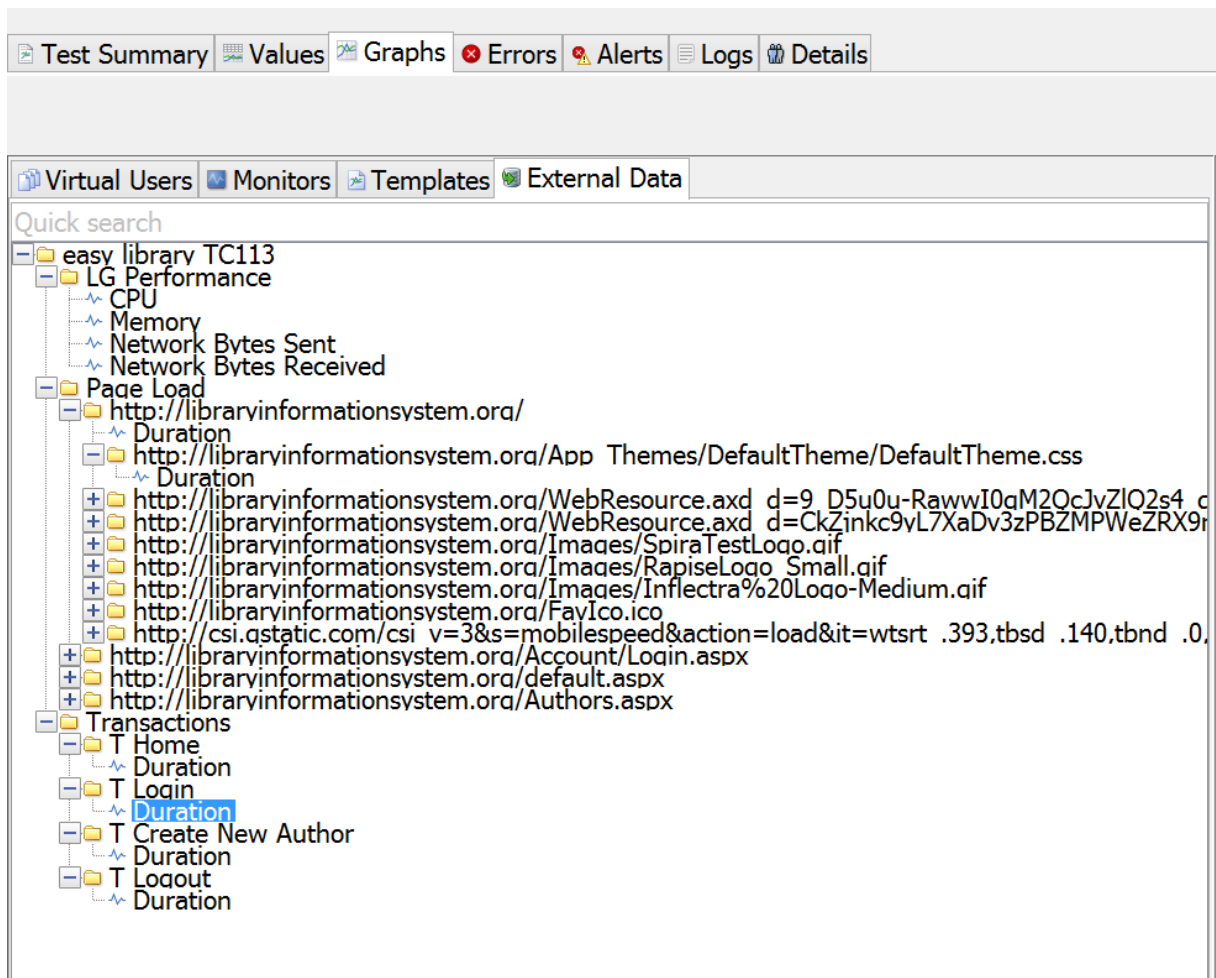 Test Summary Values Graphs Errors Alerts Logs Details
Virtual Users Monitors Templates External Data
Quick search
easy library TC113
LG Performance
CPU
Memory
Network Bytes Sent
Network Bytes Received
Page Load
http://libraryinformationsystem.org/
Duration
http://libraryinformationsystem.org/App_Themes/DefaultTheme/DefaultTheme.css
Duration
http://libraryinformationsystem.org/WebResource.axd
http://libraryinformationsystem.org/WebResource.axd
http://libraryinformationsystem.org/Images/SpiraTestLogo.gif
http://libraryinformationsystem.org/Images/RapiseLogo_Small.gif
http://libraryinformationsystem.org/Images/Inflectra%20Logo-Medium.gif
http://libraryinformationsystem.org/FavIco.ico
http://csi.gstatic.com/csi_v=3&s=mobilespeed&action=load&it=wtsrt_.393,tbsd_.140,tbnd_.0,
http://libraryinformationsystem.org/Account/Login.aspx
http://libraryinformationsystem.org/default.aspx
http://libraryinformationsystem.org/Authors.aspx
Transactions
T Home
Duration
T Login
Duration
T Create New Author
Duration
T Logout
Duration